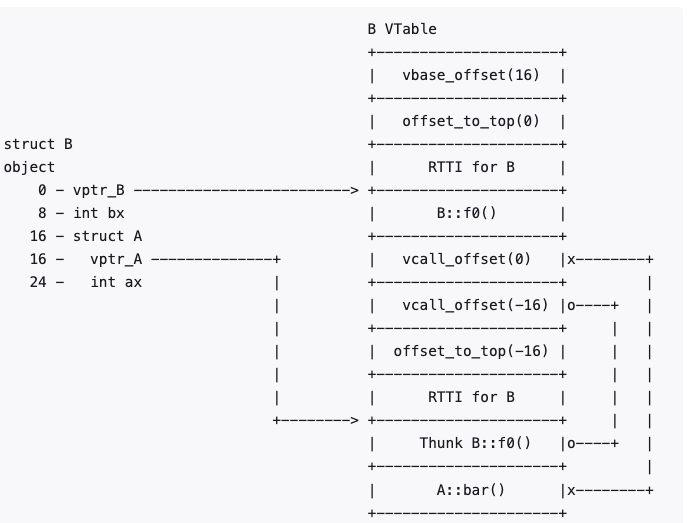 B VTable
                                          +---------------------+
                                          |   vbase_offset(16)  |
                                          +---------------------+
                                          |   offset_to_top(0)  |
struct B                                  +---------------------+
object                                    |      RTTI for B     |
    0 - vptr_B -------------------------> +---------------------+
    8 - int bx                            |       B::f0()       |
   16 - struct A                          +---------------------+
   16 -   vptr_A --------------+          |   vcall_offset(0)   |x--------+
   24 -   int ax               |          +---------------------+         |
                               |          |   vcall_offset(-16) |o----+   |
                               |          +---------------------+     |   |
                               |          |  offset_to_top(-16) |     |   |
                               |          +---------------------+     |   |
                               |          |      RTTI for B     |     |   |
                               +--------> +---------------------+     |   |
                                          |     Thunk B::f0()   |o----+   |
                                          +---------------------+         |
                                          |       A::bar()      |x--------+
                                          +---------------------+